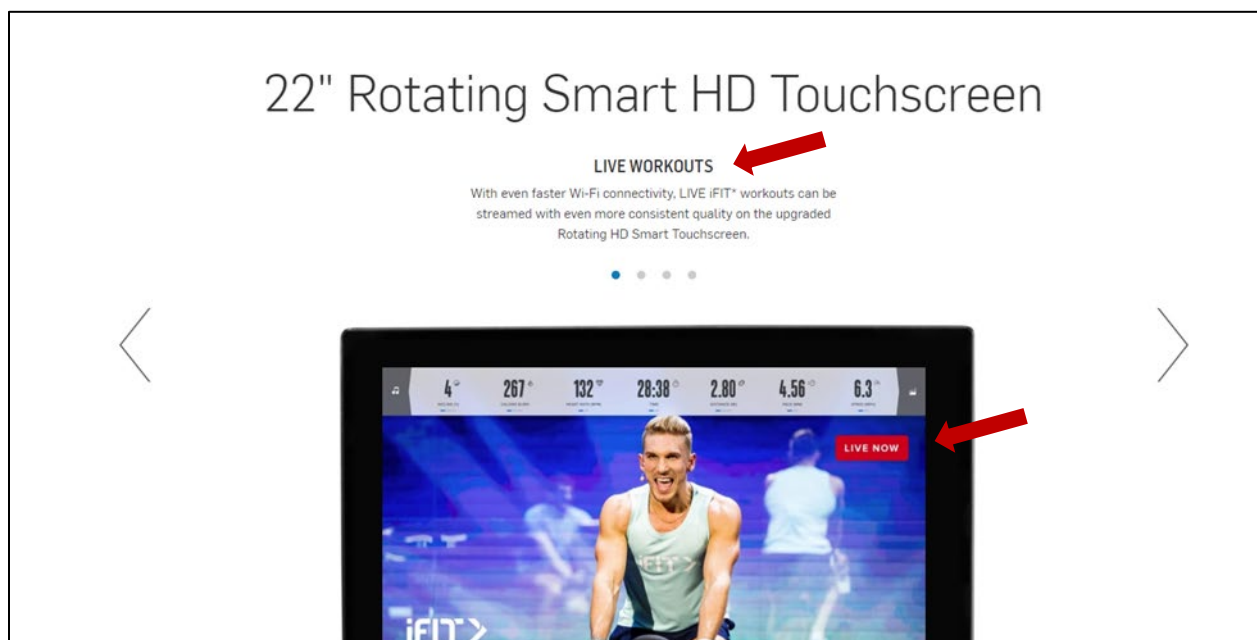 22" Rotating Smart HD Touchscreen
LIVE WORKOUTS
With even faster Wi-Fi connectivity, LIVE iFIT* workouts can be
streamed with even more consistent quality on the upgraded
Rotating HD Smart Touchscreen.
4 267 132 28:38 2.80 4.56 6.3
LIVE NOW
iFIT
iFIT